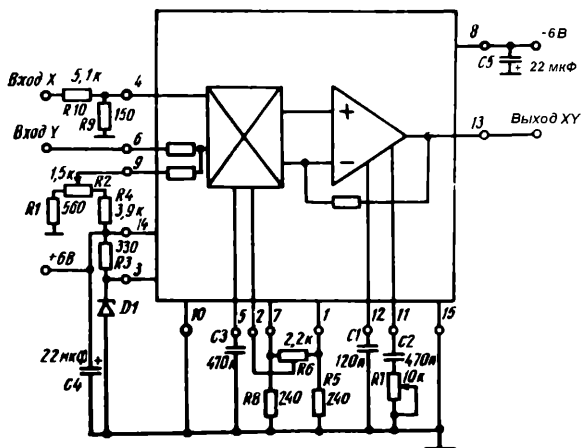 8
-6В
C5
22 мкф
Вход X
5,1к
4
R10
R9
150
+
13
Выход XY
Вход Y
6
9
1,5к
R2
R1
560
R4
3,9к
14
+6В
330
R3
3
D1
10
5
2
7
1
12
11
15
C3
470п
2,2к
R6
C1
120п
C2
470п
22мкф
+
C4
R8
240
R5
240
R7
10к